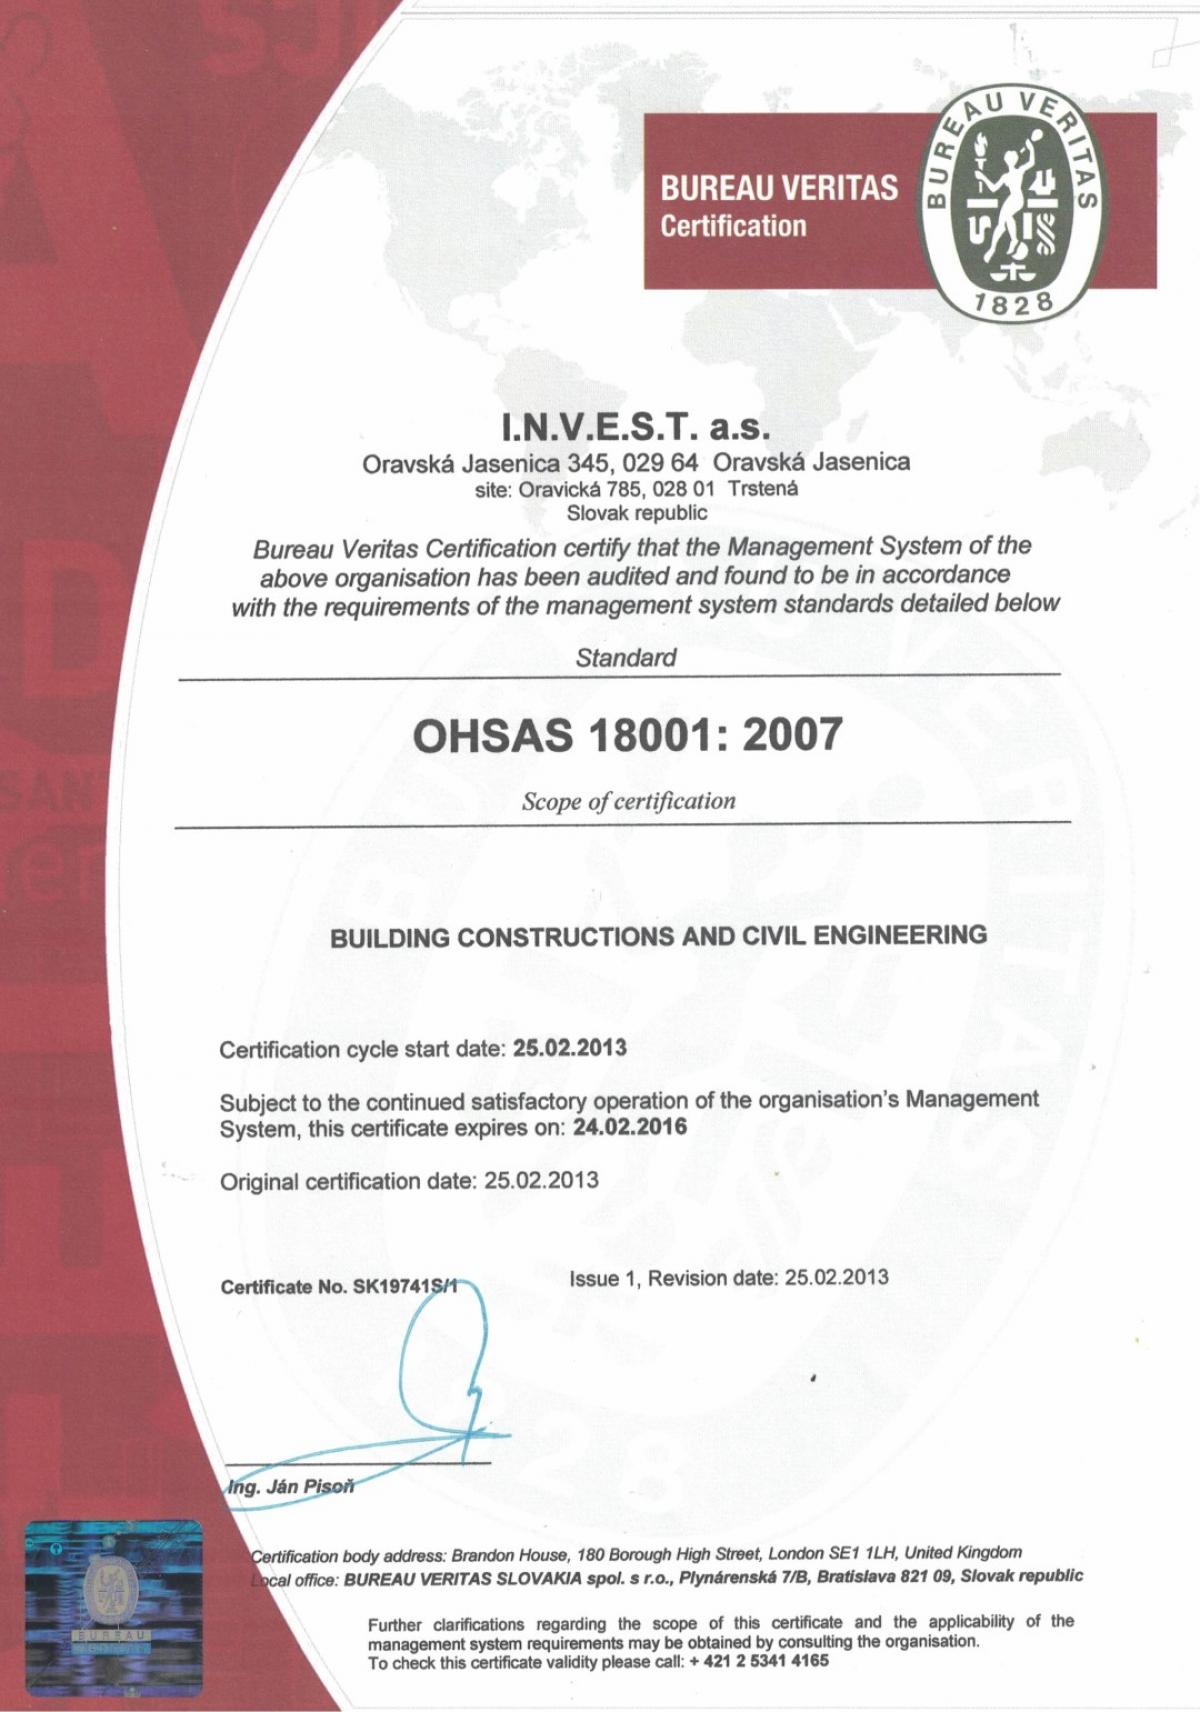 BUREAU VERITAS
Certification
BUREAU VERITAS
1828
I.N.V.E.S.T. a.s.
Oravská Jasenica 345, 029 64 Oravská Jasenica
site: Oravická 785, 028 01 Trstená
Slovak republic
Bureau Veritas Certification certify that the Management System of the
above organisation has been audited and found to be in accordance
with the requirements of the management system standards detailed below
Standard
OHSAS 18001: 2007
Scope of certification
BUILDING CONSTRUCTIONS AND CIVIL ENGINEERING
Certification cycle start date: 25.02.2013
Subject to the continued satisfactory operation of the organisation's Management
System, this certificate expires on: 24.02.2016
Original certification date: 25.02.2013
Certificate No. SK19741S/1
Issue 1, Revision date: 25.02.2013
Ing. Ján Pisoň
Certification body address: Brandon House, 180 Borough High Street, London SE1 1LH, United Kingdom
Local office: BUREAU VERITAS SLOVAKIA spol. s r.o., Plynárenská 7/B, Bratislava 821 09, Slovak republic
Further clarifications regarding the scope of this certificate and the applicability of the
management system requirements may be obtained by consulting the organisation.
To check this certificate validity please call: + 421 2 5341 4165
BUREAU